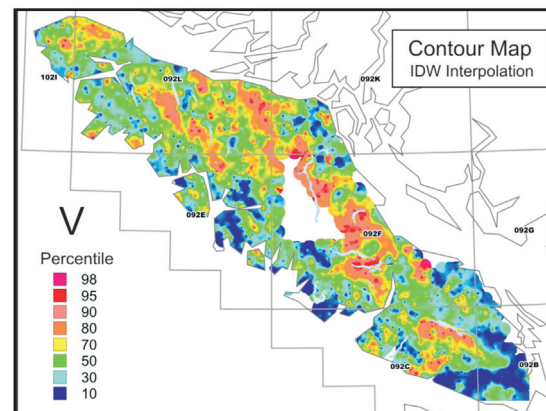 Contour Map
IDW Interpolation
102I
092L
092K
092E
V
092F
092G
Percentile
98
95
90
80
70
50
30
10
092C
092B